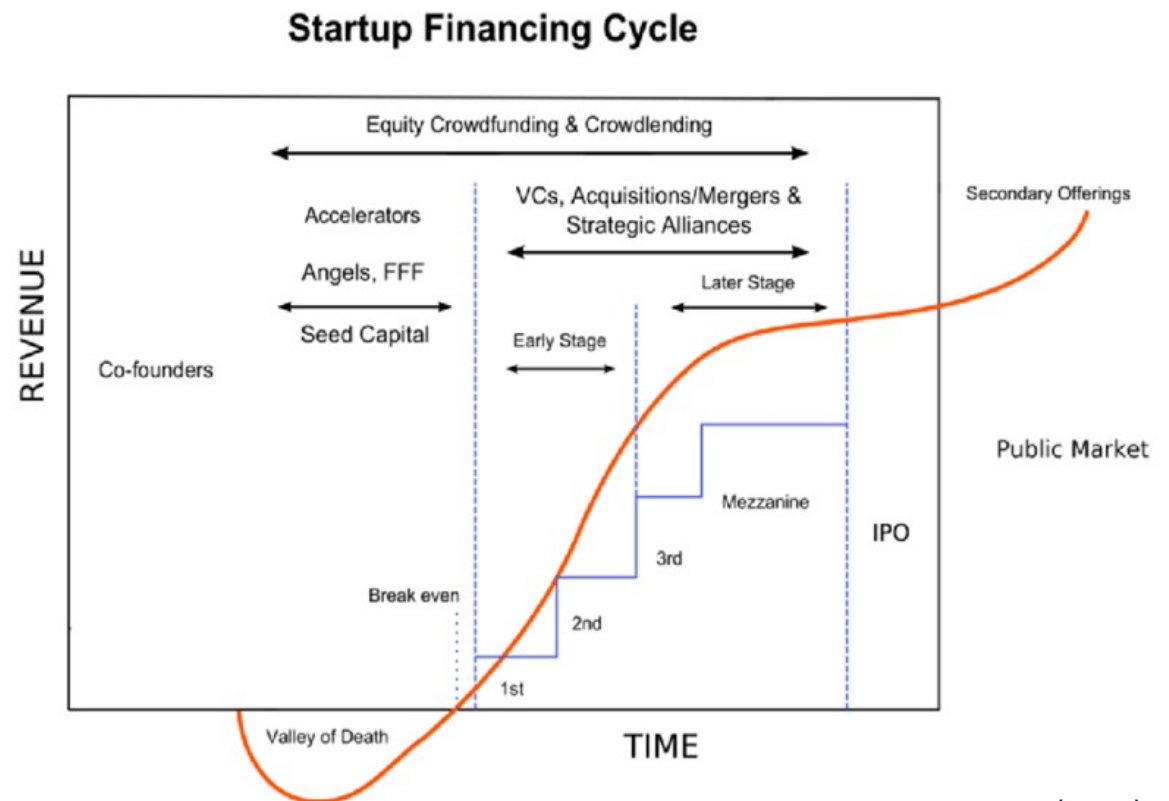 Startup Financing Cycle
Equity Crowdfunding & Crowdlending
VCs, Acquisitions/Mergers &
Strategic Alliances
Secondary Offerings
Accelerators
Angels, FFF
Later Stage
Seed Capital
Early Stage
REVENUE
Co-founders
Public Market
Mezzanine
IPO
3rd
Break even
2nd
1st
Valley of Death
TIME